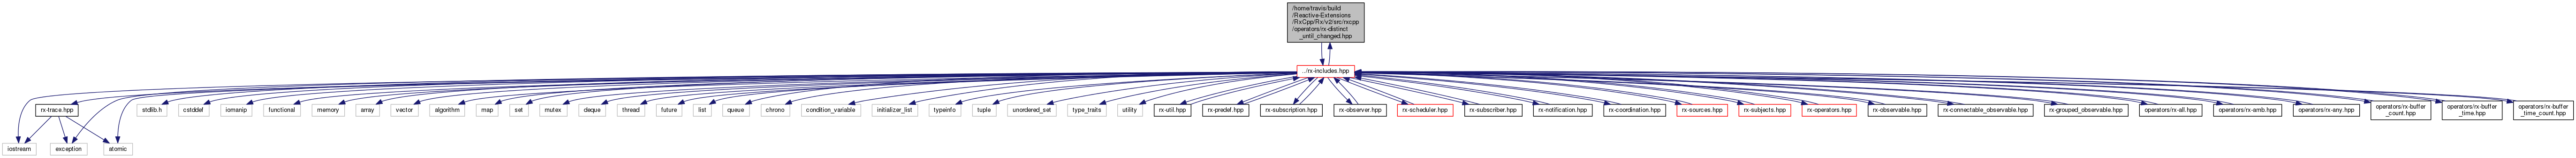 /home/travis/build
/Reactive-Extensions
/RxCpp/Rx/v2/src/rxcpp
/operators/rx-distinct
_until_changed.hpp
../rx-includes.hpp
rx-trace.hpp
stdlib.h
cstddef
iomanip
functional
memory
array
vector
algorithm
map
set
mutex
deque
thread
future
list
queue
chrono
condition_variable
initializer_list
typeinfo
tuple
unordered_set
type_traits
utility
rx-util.hpp
rx-predef.hpp
rx-subscription.hpp
rx-observer.hpp
rx-scheduler.hpp
rx-subscriber.hpp
rx-notification.hpp
rx-coordination.hpp
rx-sources.hpp
rx-subjects.hpp
rx-operators.hpp
rx-observable.hpp
rx-connectable_observable.hpp
rx-grouped_observable.hpp
operators/rx-all.hpp
operators/rx-amb.hpp
operators/rx-any.hpp
operators/rx-buffer
_count.hpp
operators/rx-buffer
_time.hpp
operators/rx-buffer
_time_count.hpp
iostream
exception
atomic